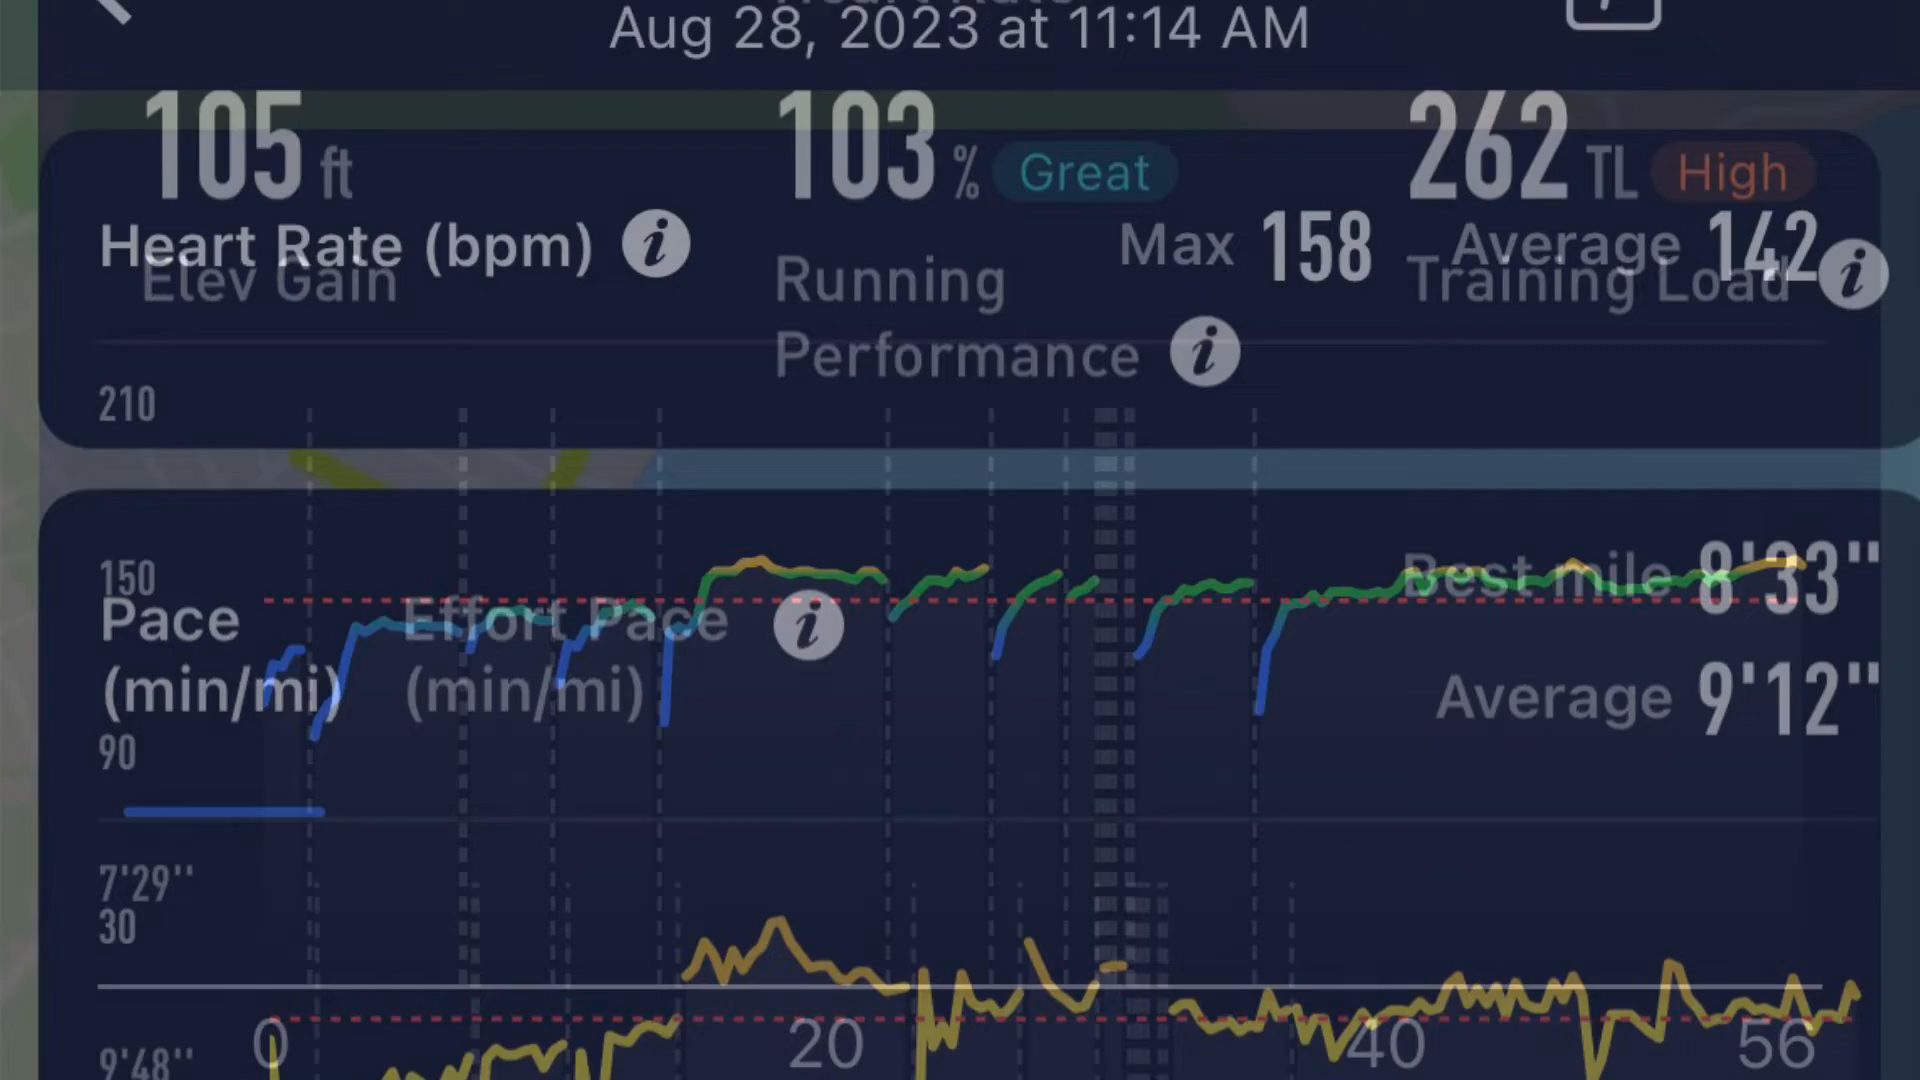 Aug 28, 2023 at 11:14 AM
105 ft
103 % Great
262 TL High
Heart Rate (bpm) i Max 158 Average 142
Elev Gain
Running
Performance i
Training Load i
210
150
90
30
Pace
(min/mi)
Effort Pace
(min/mi) i
Best mile 8'33"
Average 9'12"
7'29"
9'48"
0 20 40 56